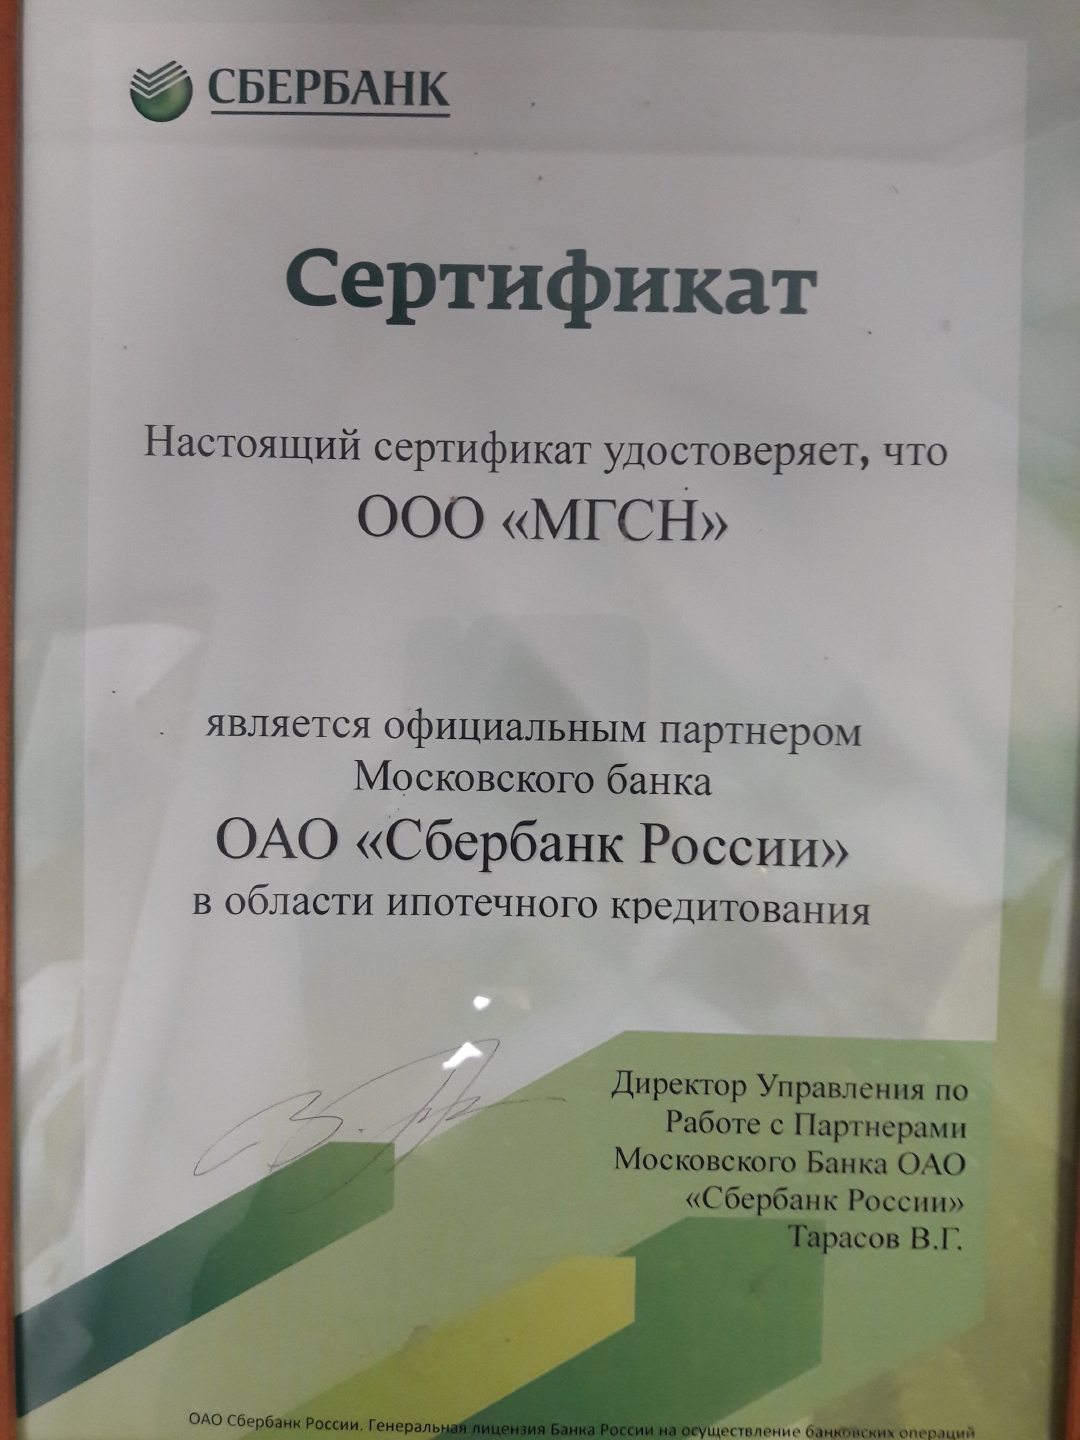 СБЕРБАНК
Сертификат
Настоящий сертификат удостоверяет, что
ООО «МГСН»
является официальным партнером
Московского банка
ОАО «Сбербанк России»
в области ипотечного кредитования
Директор Управления по
Работе с Партнерами
Московского Банка ОАО
«Сбербанк России»
Тарасов В.Г.
ОАО Сбербанк России. Генеральная лицензия Банка России на осуществление банковских операций